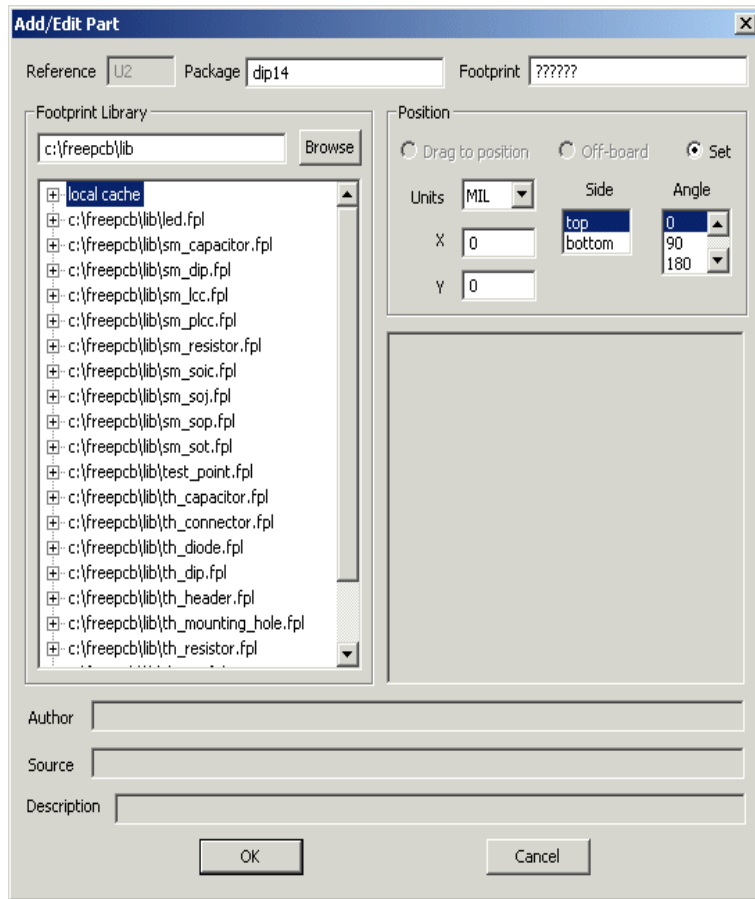 Add/Edit Part
Reference U2 Package dip14 Footprint ??????
Footprint Library
c:\freepcb\lib Browse
local cache
c:\freepcb\lib\led.fpl
c:\freepcb\lib\sm_capacitor.fpl
c:\freepcb\lib\sm_dip.fpl
c:\freepcb\lib\sm_lcc.fpl
c:\freepcb\lib\sm_plcc.fpl
c:\freepcb\lib\sm_resistor.fpl
c:\freepcb\lib\sm_soic.fpl
c:\freepcb\lib\sm_soj.fpl
c:\freepcb\lib\sm_sop.fpl
c:\freepcb\lib\sm_sot.fpl
c:\freepcb\lib\test_point.fpl
c:\freepcb\lib\th_capacitor.fpl
c:\freepcb\lib\th_connector.fpl
c:\freepcb\lib\th_diode.fpl
c:\freepcb\lib\th_dip.fpl
c:\freepcb\lib\th_header.fpl
c:\freepcb\lib\th_mounting_hole.fpl
c:\freepcb\lib\th_resistor.fpl
Position
Drag to position Off-board Set
Units MIL Side Angle
top 0
X 0 bottom 90
180
Y 0
Author
Source
Description
OK Cancel